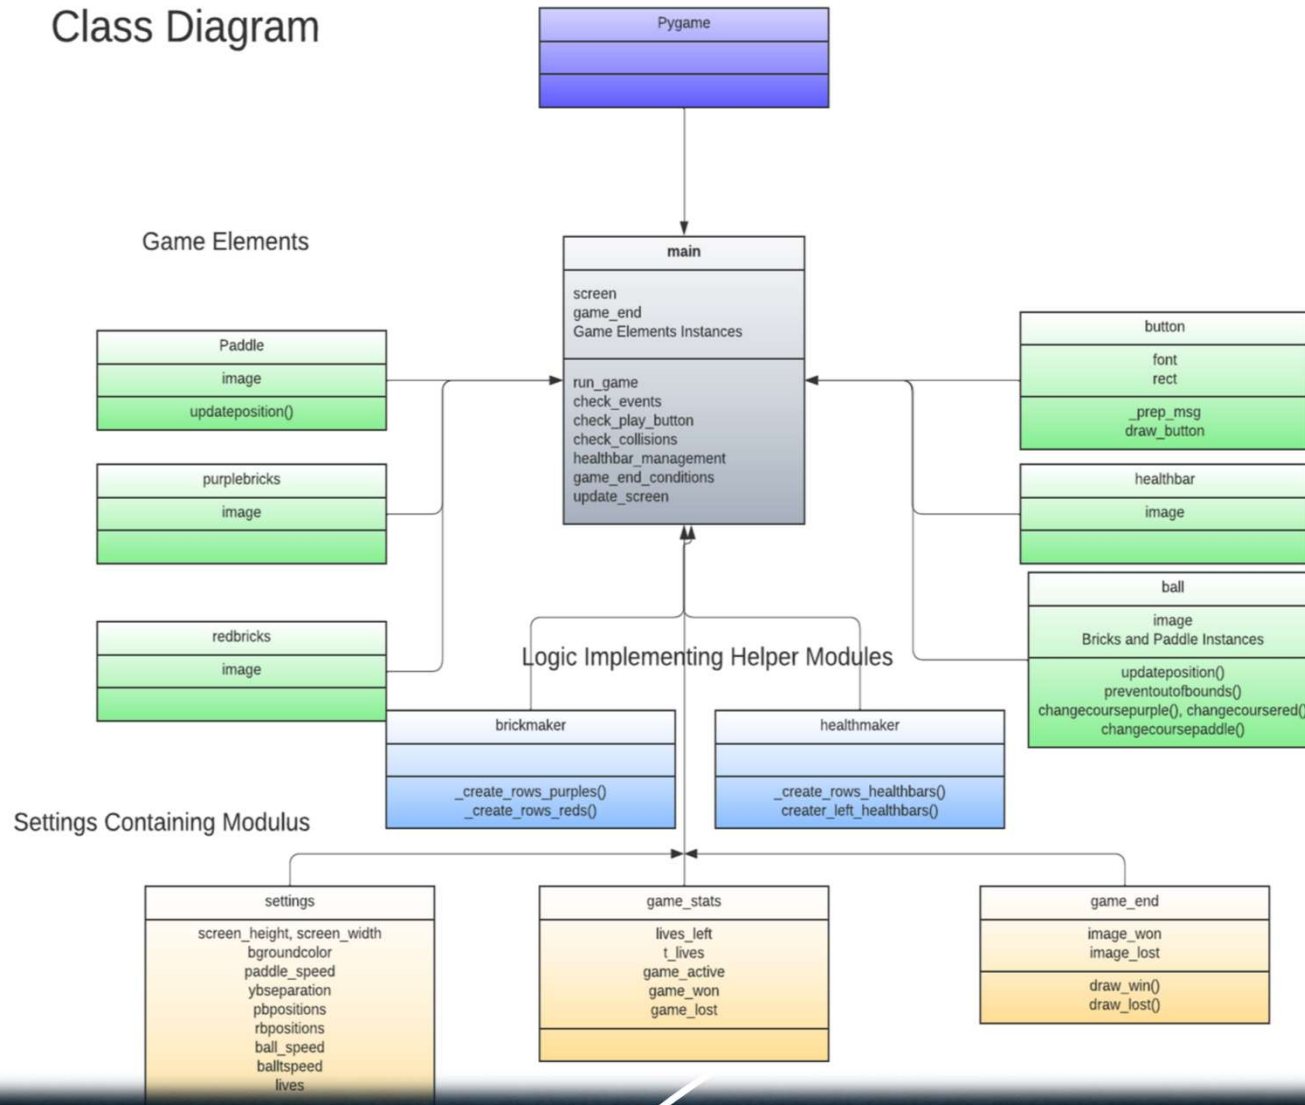 Class Diagram
Pygame
Game Elements
main
screen
game_end
Game Elements Instances
run_game
check_events
check_play_button
check_collisions
healthbar_management
game_end_conditions
update_screen
Paddle
image
updateposition()
purplebricks
image
redbricks
image
button
font
rect
_prep_msg
draw_button
healthbar
image
ball
image
Bricks and Paddle Instances
updateposition()
preventoutofbounds()
changecoursepurple(), changecoursered()
changecoursepaddle()
Logic Implementing Helper Modules
brickmaker
_create_rows_purples()
_create_rows_reds()
healthmaker
_create_rows_healthbars()
creater_left_healthbars()
Settings Containing Modulus
settings
screen_height, screen_width
bgroundcolor
paddle_speed
ybseparation
pbpositions
rbpositions
ball_speed
balltspeed
lives
game_stats
lives_left
t_lives
game_active
game_won
game_lost
game_end
image_won
image_lost
draw_win()
draw_lost()